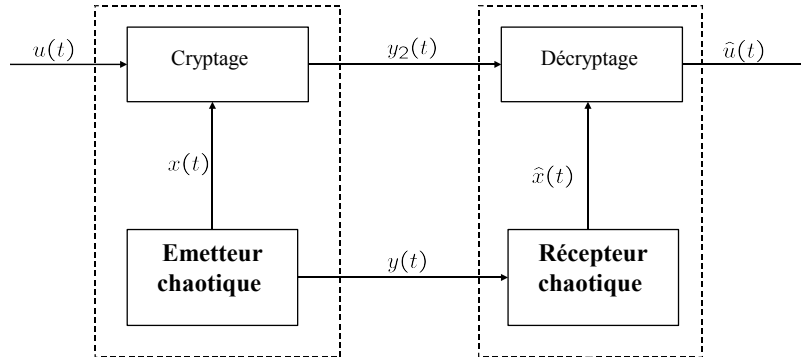 u(t)
Cryptage
y₂(t)
Décryptage
û(t)
x(t)
x̂(t)
Emetteur
chaotique
y(t)
Récepteur
chaotique